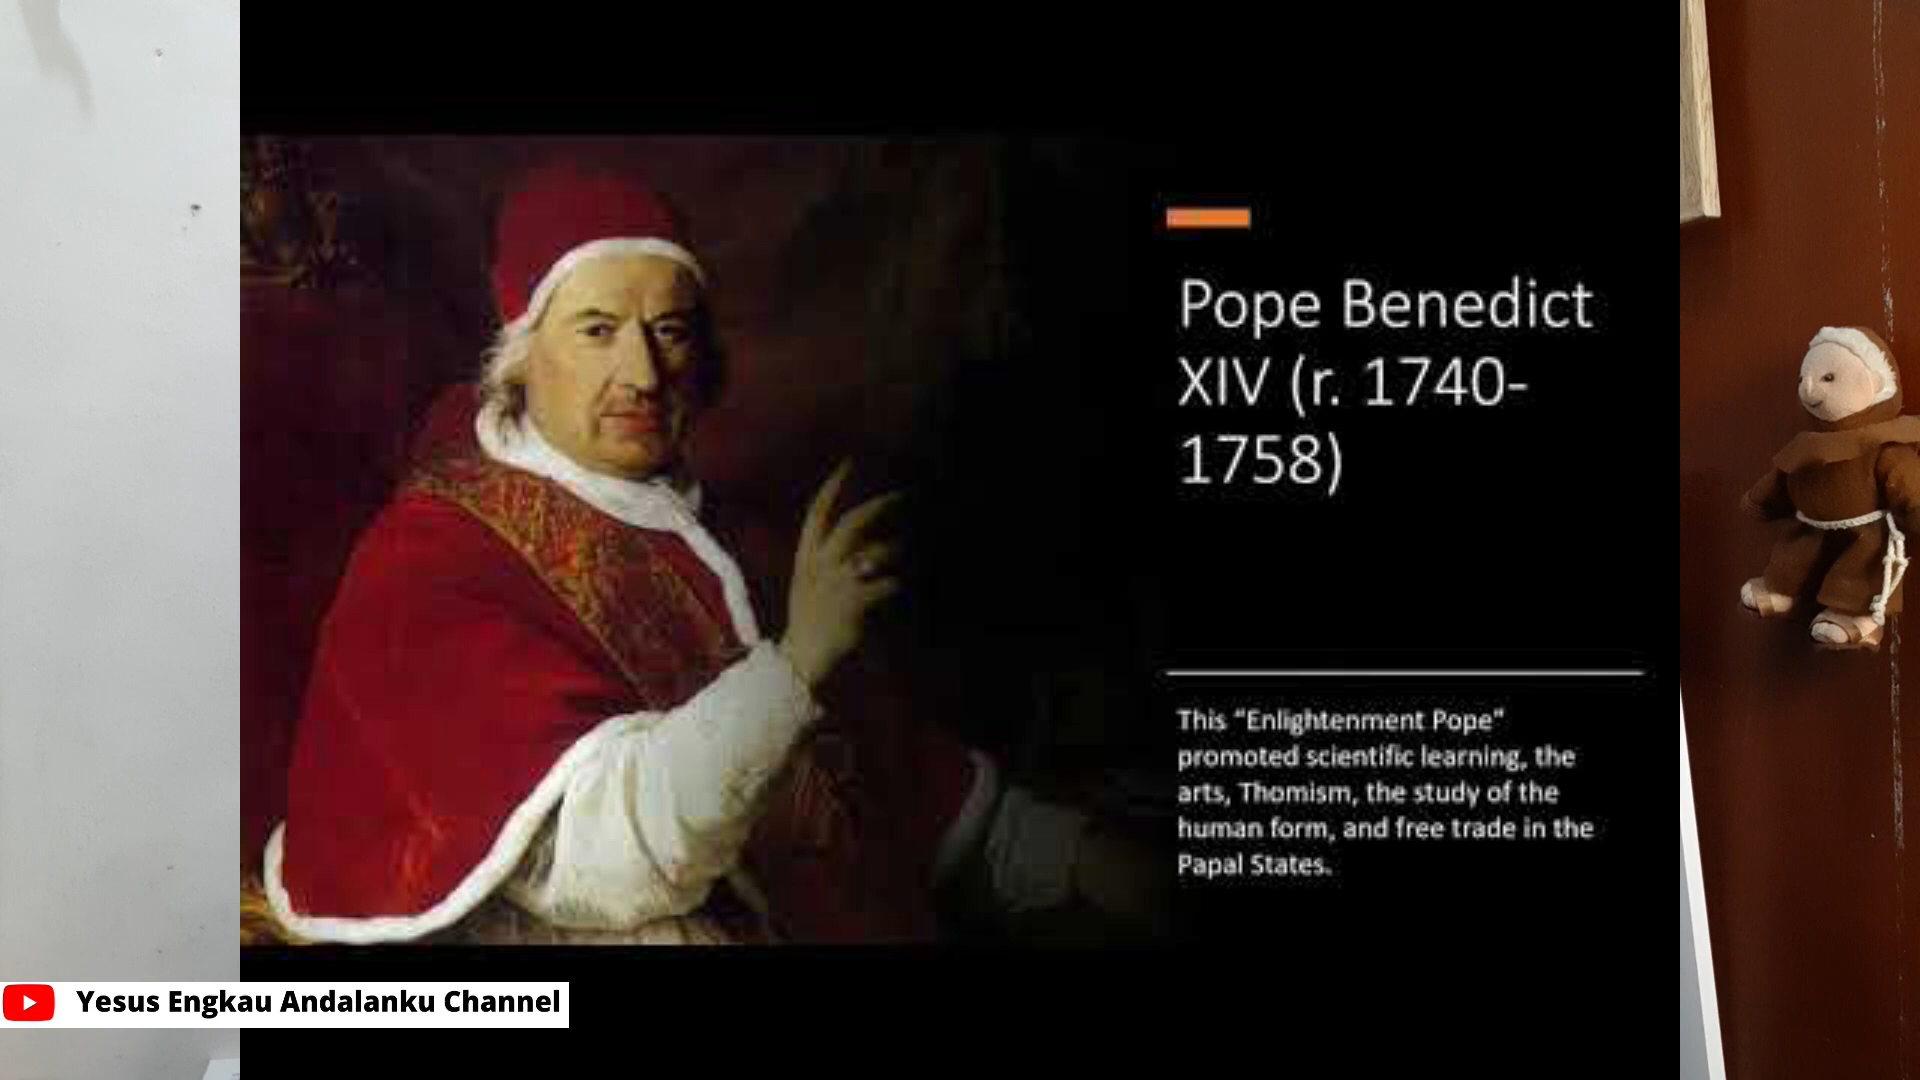 Pope Benedict
XIV (r. 1740-
1758)
This “Enlightenment Pope”
promoted scientific learning, the
arts, Thomism, the study of the
human form, and free trade in the
Papal States.
Yesus Engkau Andalanku Channel